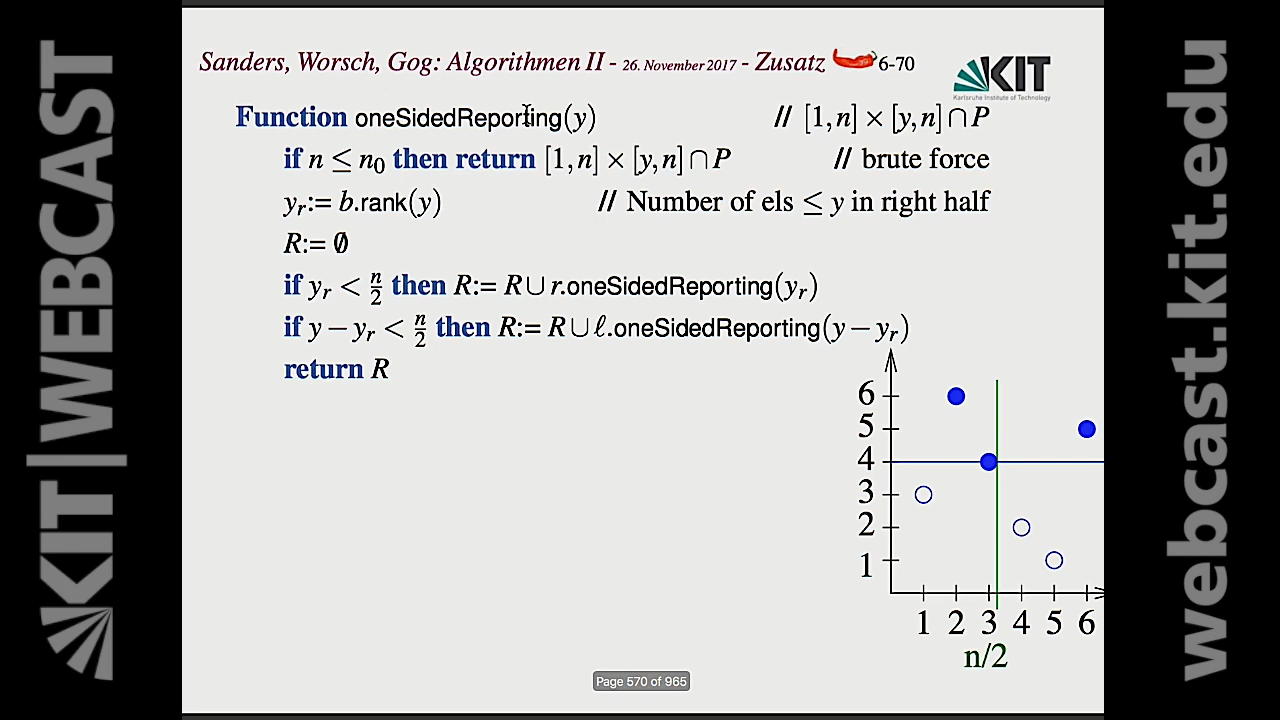 KIT | WEBCAST
Sanders, Worsch, Gog: Algorithmen II - 26. November 2017 - Zusatz 6-70
KIT
Karlsruhe Institute of Technology
Function oneSidedReporting(y) // [1,n] × [y,n] ∩ P
if n ≤ n₀ then return [1,n] × [y,n] ∩ P // brute force
yᵣ:= b.rank(y) // Number of els ≤ y in right half
R:= ∅
if yᵣ < n/2 then R:= R ∪ r.oneSidedReporting(yᵣ)
if y − yᵣ < n/2 then R:= R ∪ ℓ.oneSidedReporting(y − yᵣ)
return R
6
5
4
3
2
1
1 2 3 4 5 6
n/2
Page 570 of 965
webcast.kit.edu